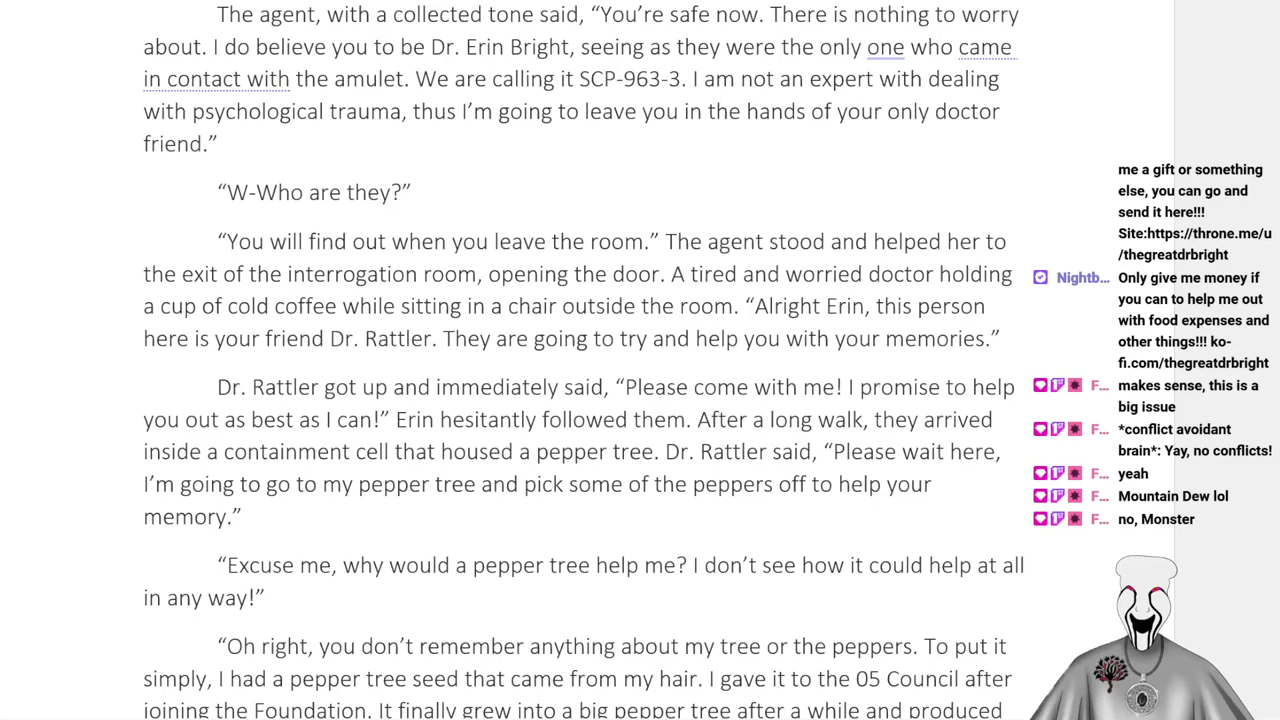 The agent, with a collected tone said, “You’re safe now. There is nothing to worry
about. I do believe you to be Dr. Erin Bright, seeing as they were the only one who came
in contact with the amulet. We are calling it SCP-963-3. I am not an expert with dealing
with psychological trauma, thus I’m going to leave you in the hands of your only doctor
friend.”
“W-Who are they?”
“You will find out when you leave the room.” The agent stood and helped her to
the exit of the interrogation room, opening the door. A tired and worried doctor holding
a cup of cold coffee while sitting in a chair outside the room. “Alright Erin, this person
here is your friend Dr. Rattler. They are going to try and help you with your memories.”
Dr. Rattler got up and immediately said, “Please come with me! I promise to help
you out as best as I can!” Erin hesitantly followed them. After a long walk, they arrived
inside a containment cell that housed a pepper tree. Dr. Rattler said, “Please wait here,
I’m going to go to my pepper tree and pick some of the peppers off to help your
memory.”
“Excuse me, why would a pepper tree help me? I don’t see how it could help at all
in any way!”
“Oh right, you don’t remember anything about my tree or the peppers. To put it
simply, I had a pepper tree seed that came from my hair. I gave it to the 05 Council after
joining the Foundation. It finally grew into a big pepper tree after a while and produced
me a gift or something
else, you can go and
send it here!!!
Site:https://throne.me/u
/thegreatdrbright
Nightb... Only give me money if
you can to help me out
with food expenses and
other things!!! ko-
fi.com/thegreatdrbright
F... makes sense, this is a
big issue
F... *conflict avoidant
brain*: Yay, no conflicts!
F... yeah
F... Mountain Dew lol
F... no, Monster